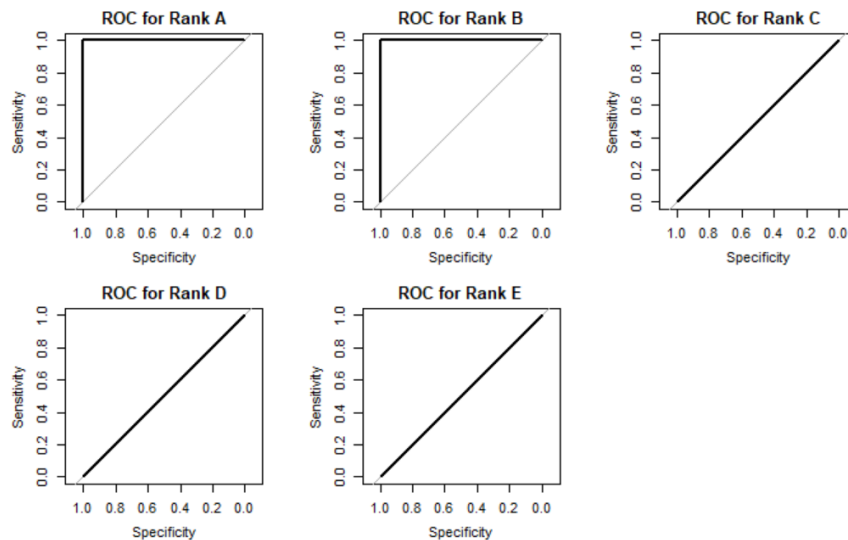 ROC for Rank A
Sensitivity
0.0 0.2 0.4 0.6 0.8 1.0
1.0 0.8 0.6 0.4 0.2 0.0
Specificity
ROC for Rank B
Sensitivity
0.0 0.2 0.4 0.6 0.8 1.0
1.0 0.8 0.6 0.4 0.2 0.0
Specificity
ROC for Rank C
Sensitivity
0.0 0.2 0.4 0.6 0.8 1.0
1.0 0.8 0.6 0.4 0.2 0.0
Specificity
ROC for Rank D
Sensitivity
0.0 0.2 0.4 0.6 0.8 1.0
1.0 0.8 0.6 0.4 0.2 0.0
Specificity
ROC for Rank E
Sensitivity
0.0 0.2 0.4 0.6 0.8 1.0
1.0 0.8 0.6 0.4 0.2 0.0
Specificity